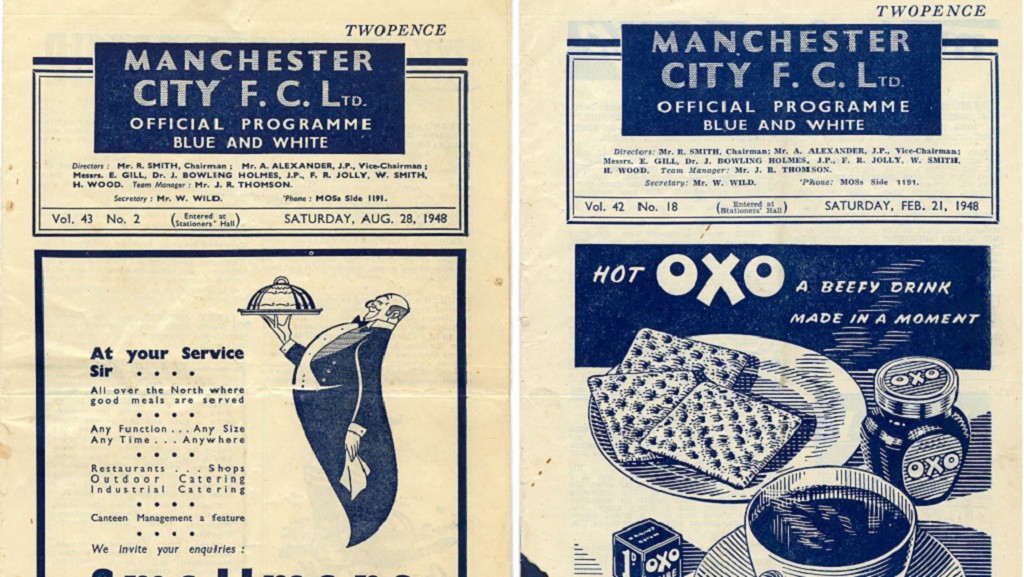 TWOPENCE
MANCHESTER
CITY F. C. LTD.
OFFICIAL PROGRAMME
BLUE AND WHITE
Directors : Mr. R. SMITH, Chairman ; Mr. A. ALEXANDER, J.P., Vice-Chairman ;
Messrs. E. GILL, Dr. J. BOWLING HOLMES, J.P., F. R. JOLLY, W. SMITH,
H. WOOD. Team Manager : Mr. J. R. THOMSON.
Secretary : Mr. W. WILD. 'Phone : MOSs Side 1191.
Vol. 43 No. 2 (Entered at Stationers' Hall) SATURDAY, AUG. 28, 1948
At your Service
Sir . . . .
All over the North where
good meals are served
. . . .
Any Function . . . Any Size
Any Time . . . Anywhere
. . . .
Restaurants . . . Shops
Outdoor Catering
Industrial Catering
. . . .
Canteen Management a feature
. . . .
We invite your enquiries :
TWOPENCE
MANCHESTER
CITY F. C. LTD.
OFFICIAL PROGRAMME
BLUE AND WHITE
Directors: Mr. R. SMITH, Chairman; Mr. A. ALEXANDER, J.P., Vice-Chairman;
Messrs. E. GILL, Dr. J. BOWLING HOLMES, J.P., F. R. JOLLY, W. SMITH,
H. WOOD. Team Manager: Mr. J. R. THOMSON.
Secretary: Mr. W. WILD. 'Phone: MOSs Side 1191.
Vol. 42 No. 18 (Entered at Stationers' Hall) SATURDAY, FEB. 21, 1948
HOT OXO A BEEFY DRINK
MADE IN A MOMENT
OXO
OXO
1D OXO